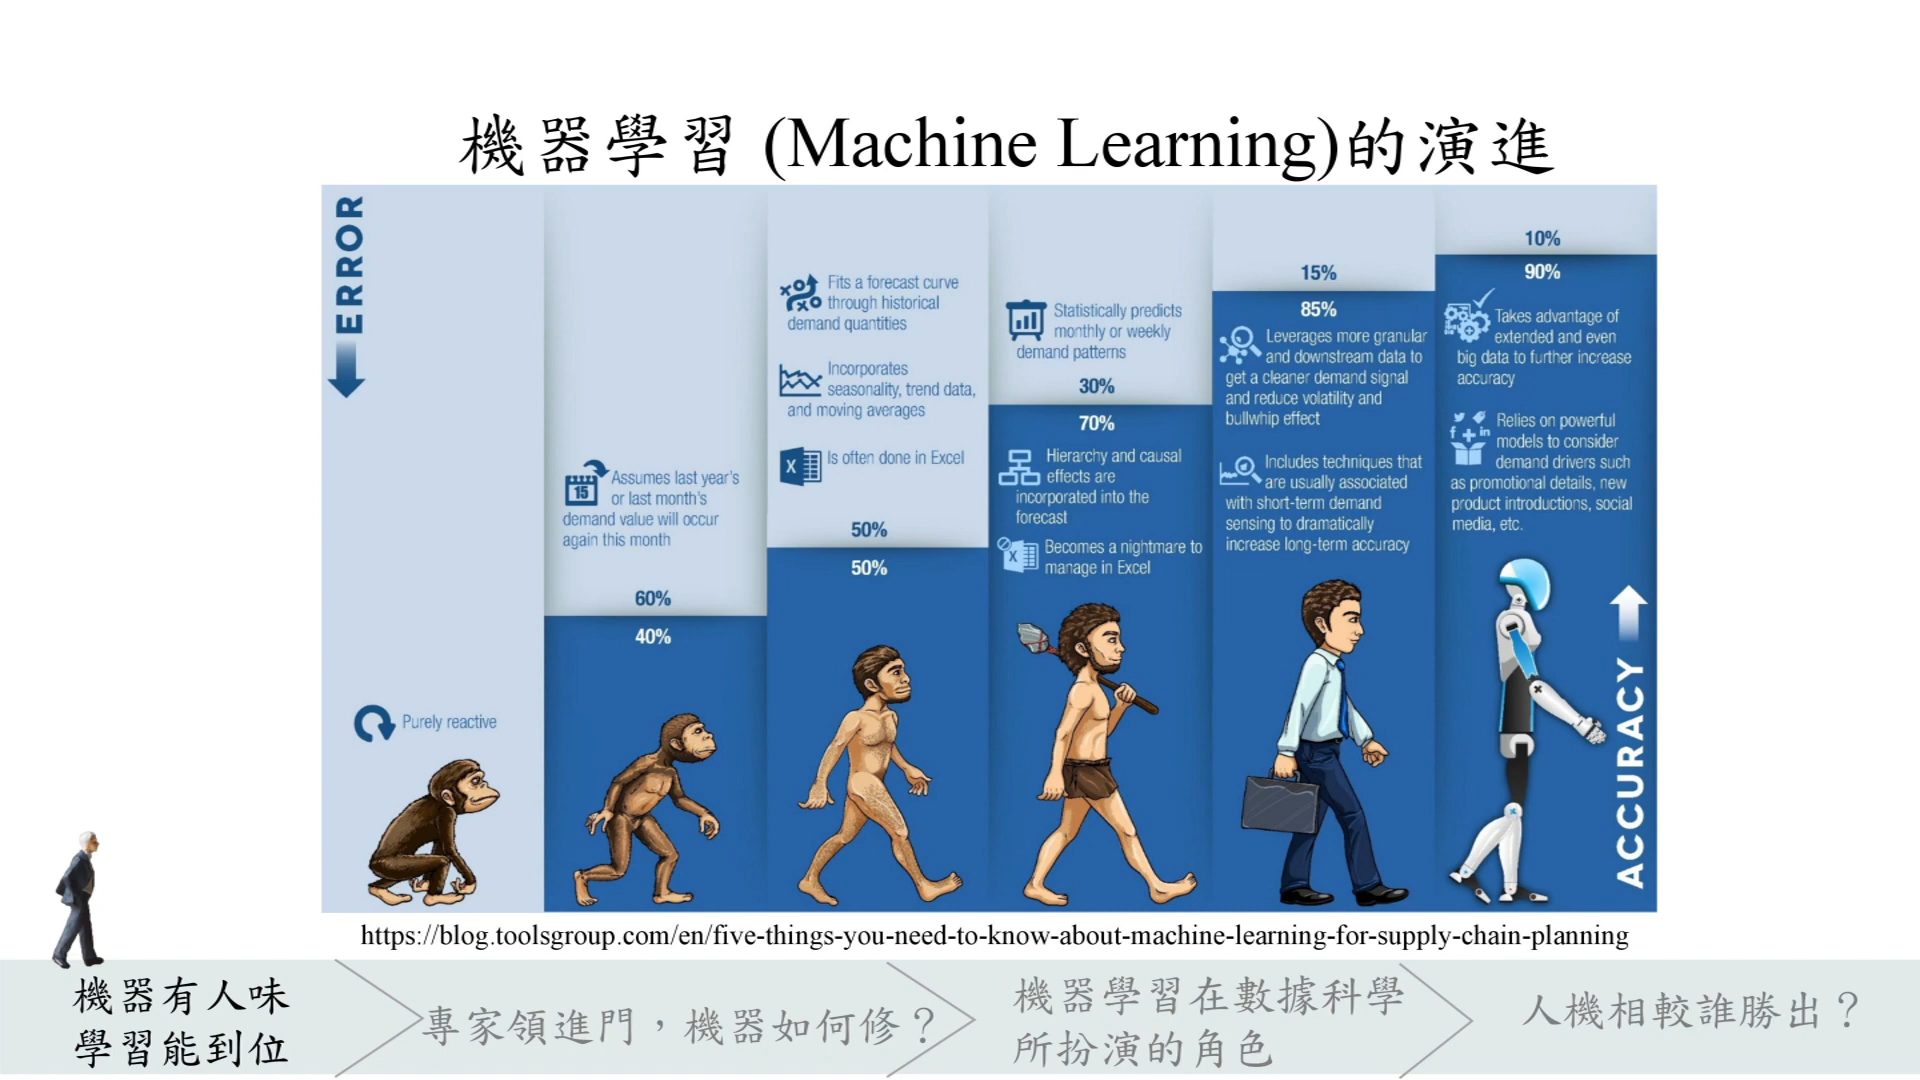 機器學習 (Machine Learning)的演進
ERROR
Purely reactive
Assumes last year's
or last month's
demand value will occur
again this month
60%
40%
Fits a forecast curve
through historical
demand quantities
Incorporates
seasonality, trend data,
and moving averages
Is often done in Excel
50%
50%
Statistically predicts
monthly or weekly
demand patterns
30%
70%
Hierarchy and causal
effects are
incorporated into the
forecast
Becomes a nightmare to
manage in Excel
15%
85%
Leverages more granular
and downstream data to
get a cleaner demand signal
and reduce volatility and
bullwhip effect
Includes techniques that
are usually associated
with short-term demand
sensing to dramatically
increase long-term accuracy
10%
90%
Takes advantage of
extended and even
big data to further increase
accuracy
Relies on powerful
models to consider
demand drivers such
as promotional details, new
product introductions, social
media, etc.
ACCURACY
15
X
X
https://blog.toolsgroup.com/en/five-things-you-need-to-know-about-machine-learning-for-supply-chain-planning
機器有人味
學習能到位
專家領進門，機器如何修？
機器學習在數據科學
所扮演的角色
人機相較誰勝出？